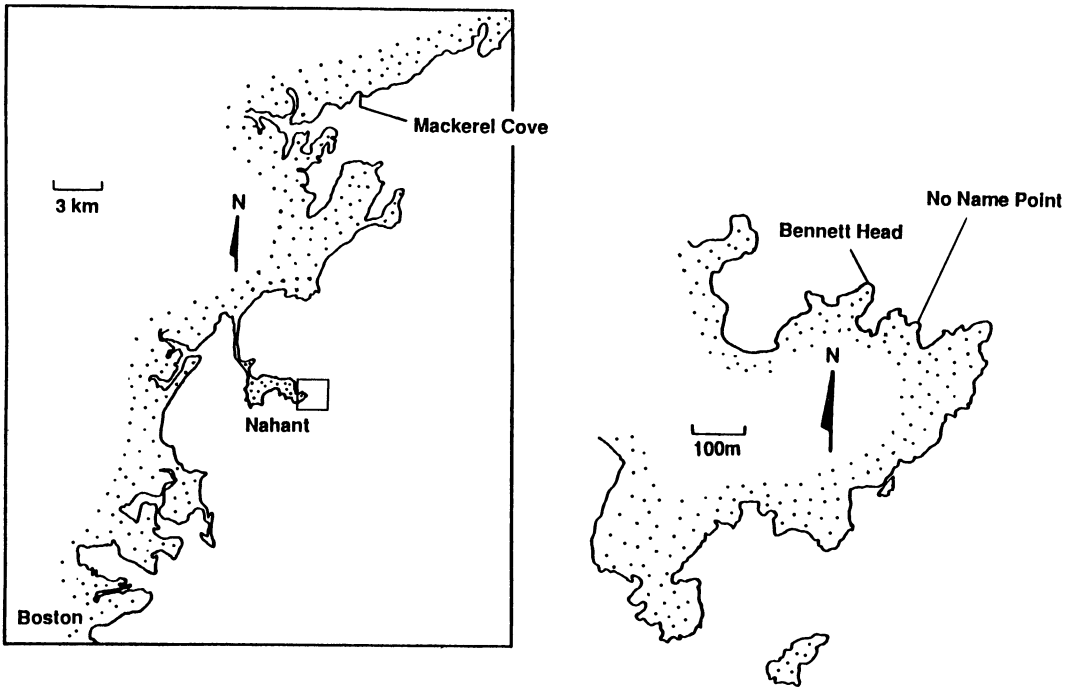 Mackerel Cove
3 km
N
Nahant
Boston
No Name Point
Bennett Head
N
100m